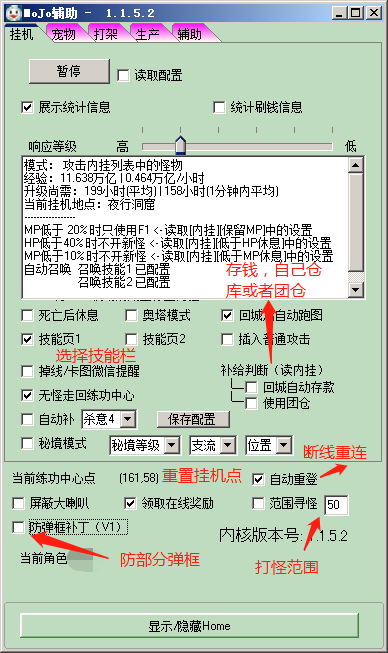 MoJo辅助 - 1.1.5.2
挂机 宠物 打架 生产 辅助
暂停 读取配置
展示统计信息 统计刷钱信息
响应等级 高 低
模式: 攻击内挂列表中的怪物
经验: 11.638万亿|0.464万亿/小时
升级尚需: 199小时(平均)|158小时(1分钟内平均)
当前挂机地点: 夜行洞窟
----------------
MP低于 20%时只使用F1 <-读取[内挂][保留MP]中的设置
HP低于 40%时不开新怪 <-读取[内挂][低于HP休息]中的设置
MP低于10%时不开新怪 <-读取[内挂][低于MP休息]中的设置
自动召唤 召唤技能1 已配置
召唤技能2 已配置
存钱，自己仓
库或者团仓
死亡后休息 奥塔模式 回城 自动跑图
技能页1 技能页2 插入普通攻击
选择技能栏
掉线/卡图微信提醒 补给判断（读内挂）
无怪走回练功中心 回城自动存款
使用团仓
自动补 杀意4 保存配置
秘境模式 秘境等级 支流 位置
断线重连
当前练功中心点 (161,58) 重置挂机点 自动重登
屏蔽大喇叭 领取在线奖励 范围寻怪 50
防弹框补丁（V1） 内核版本号: 1.1.5.2
当前角色 防部分弹框 打怪范围
显示/隐藏Home